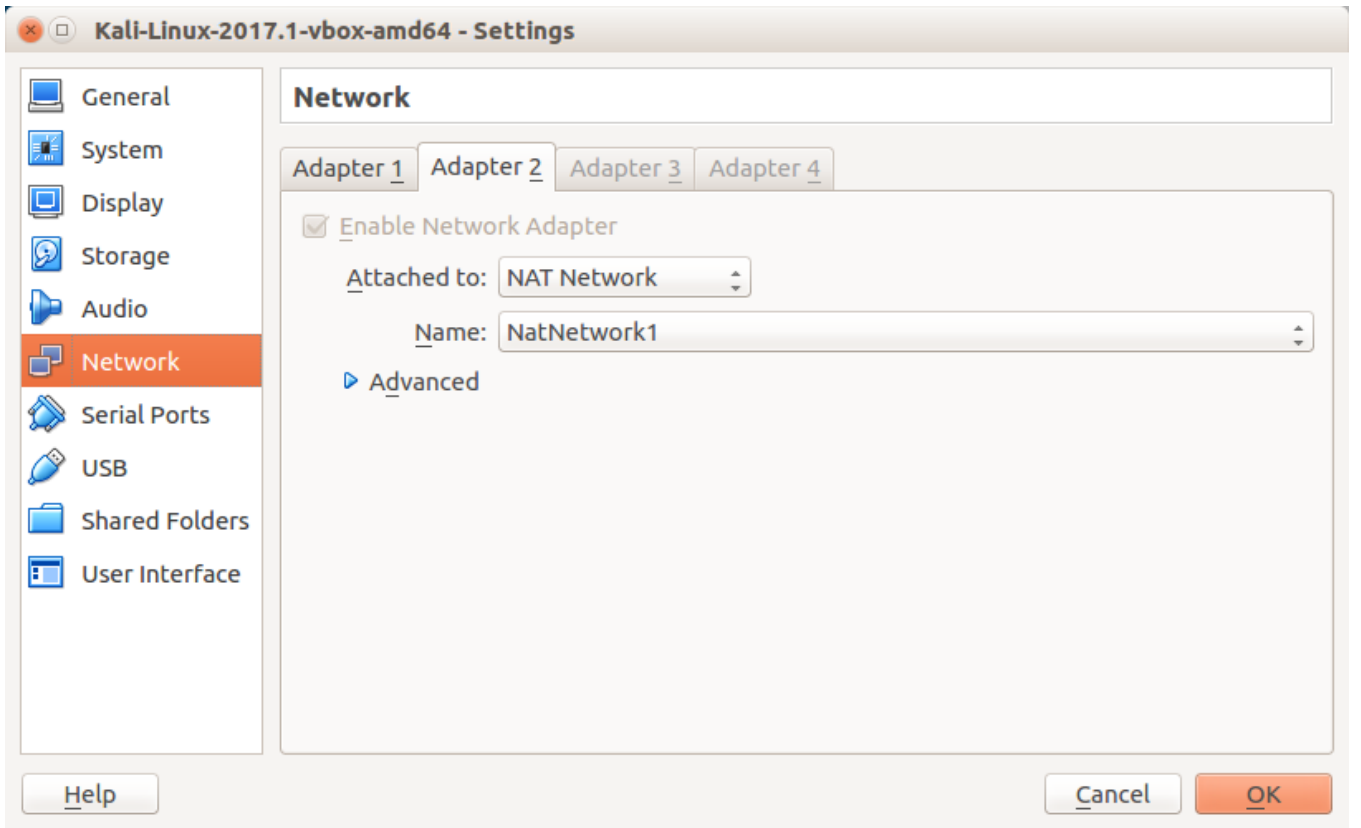 Kali-Linux-2017.1-vbox-amd64 - Settings
General
System
Display
Storage
Audio
Network
Serial Ports
USB
Shared Folders
User Interface
Network
Adapter 1 Adapter 2 Adapter 3 Adapter 4
Enable Network Adapter
Attached to: NAT Network
Name: NatNetwork1
Advanced
Help Cancel OK